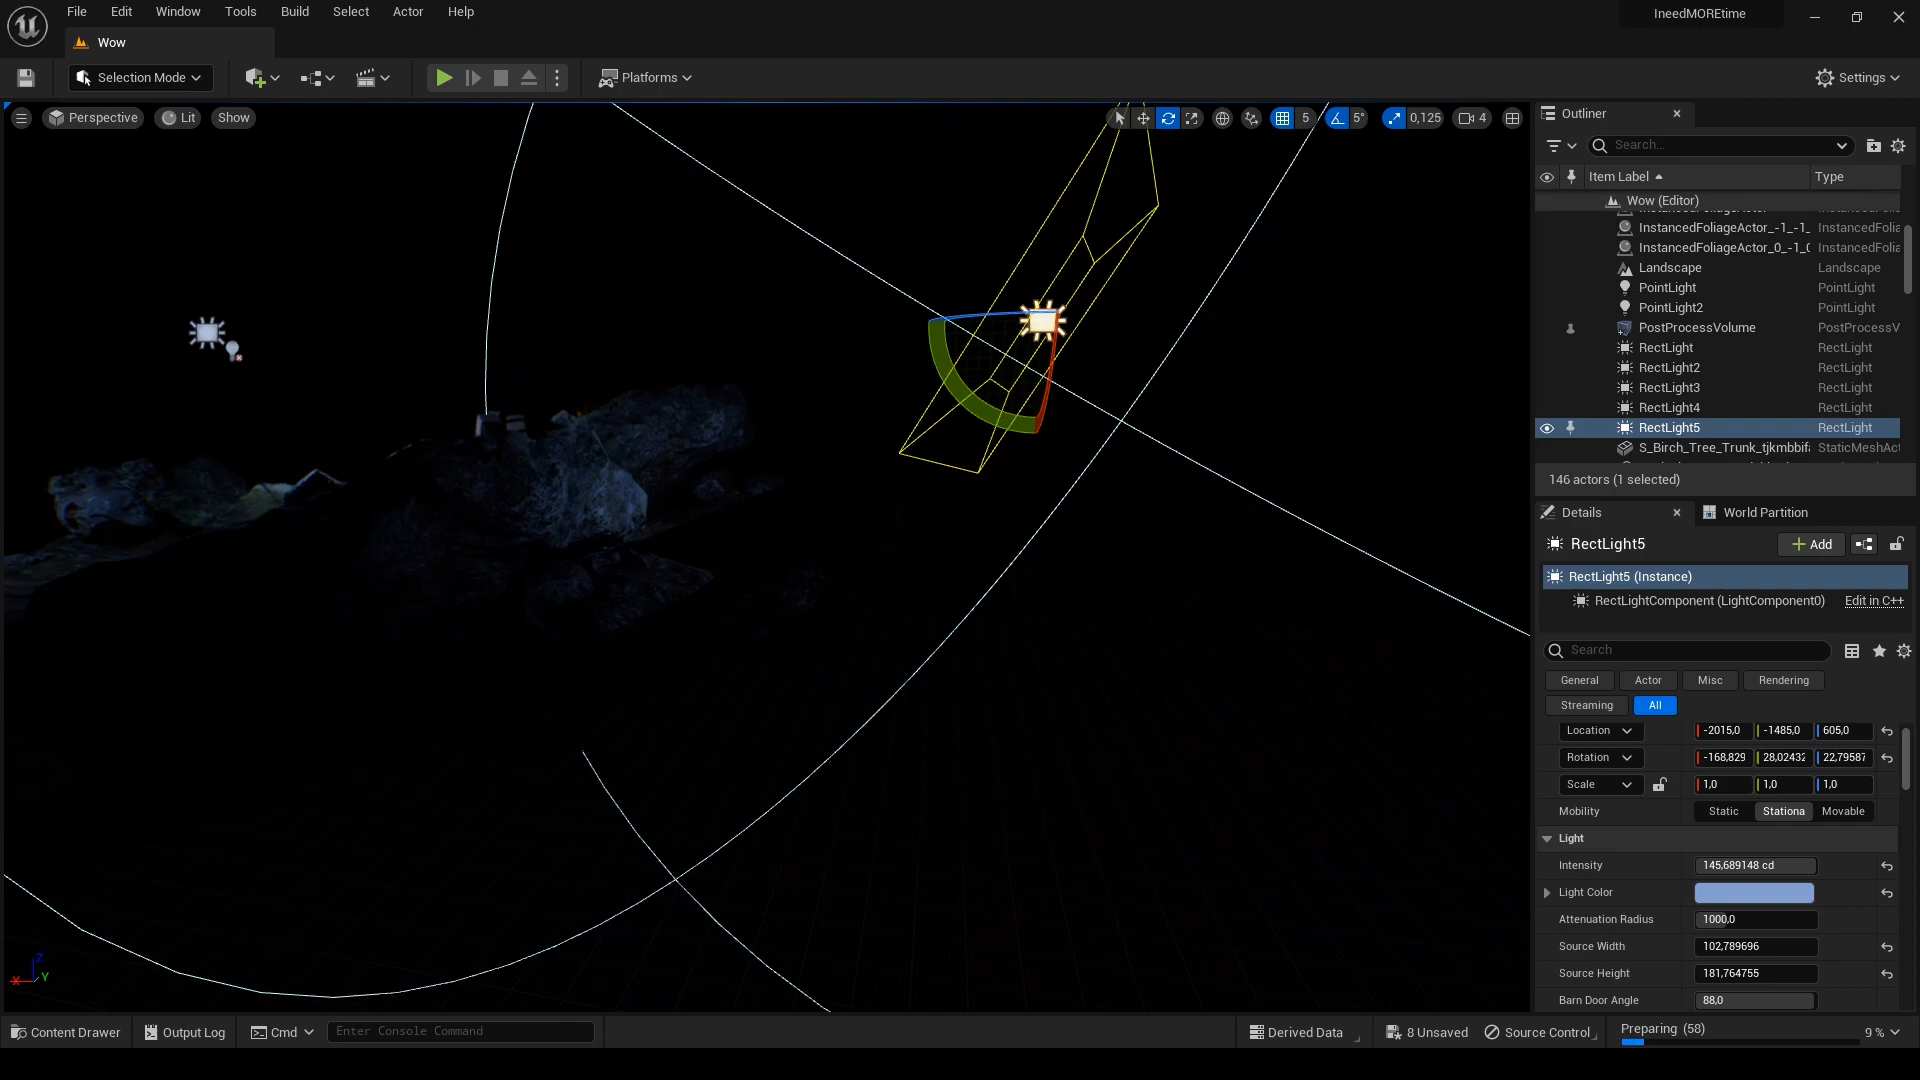 File Edit Window Tools Build Select Actor Help
IneedMOREtime
Wow
Selection Mode
Platforms
Settings
Perspective
Lit
Show
5
5°
0,125
4
Outliner
Search...
Item Label
Type
Wow (Editor)
InstancedFoliageActor_-1_-1_ InstancedFolia
InstancedFoliageActor_0_-1_0 InstancedFolia
Landscape Landscape
PointLight PointLight
PointLight2 PointLight
PostProcessVolume PostProcessV
RectLight RectLight
RectLight2 RectLight
RectLight3 RectLight
RectLight4 RectLight
RectLight5 RectLight
S_Birch_Tree_Trunk_tjkmbbif StaticMeshAct
146 actors (1 selected)
Details
World Partition
RectLight5
Add
RectLight5 (Instance)
RectLightComponent (LightComponent0) Edit in C++
Search
General Actor Misc Rendering
Streaming All
Location -2015,0 -1485,0 605,0
Rotation -168,829 28,02432 22,79587
Scale 1,0 1,0 1,0
Mobility Static Stationa Movable
Light
Intensity 145,689148 cd
Light Color
Attenuation Radius 1000,0
Source Width 102,789696
Source Height 181,764755
Barn Door Angle 88,0
Z
X Y
Content Drawer
Output Log
Cmd
Enter Console Command
Derived Data
8 Unsaved
Source Control
Preparing (58)
9 %